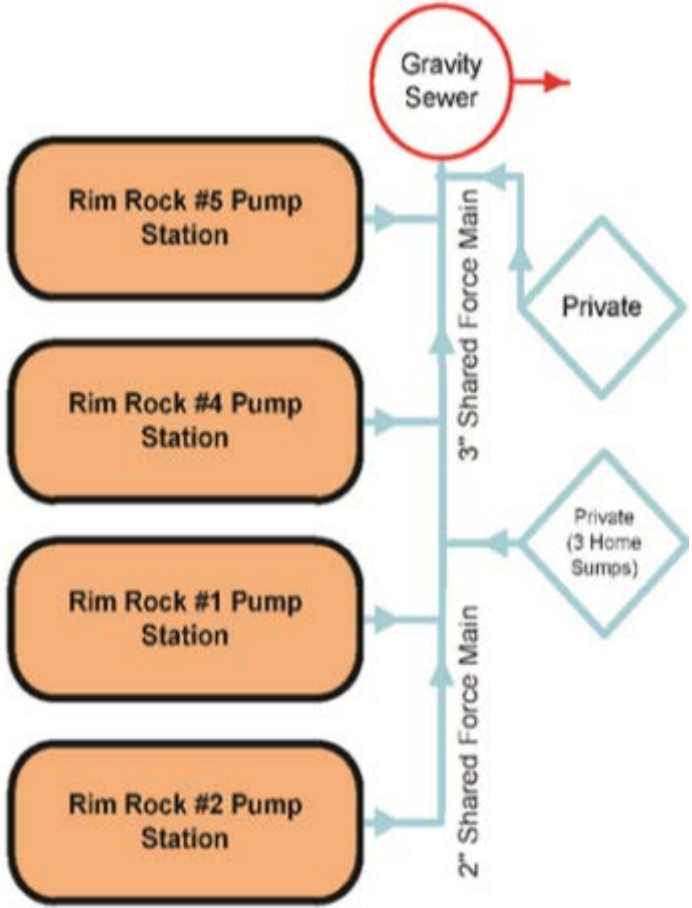 Gravity
Sewer
Rim Rock #5 Pump
Station
3" Shared Force Main
Private
Rim Rock #4 Pump
Station
Private
(3 Home
Sumps)
Rim Rock #1 Pump
Station
2" Shared Force Main
Rim Rock #2 Pump
Station